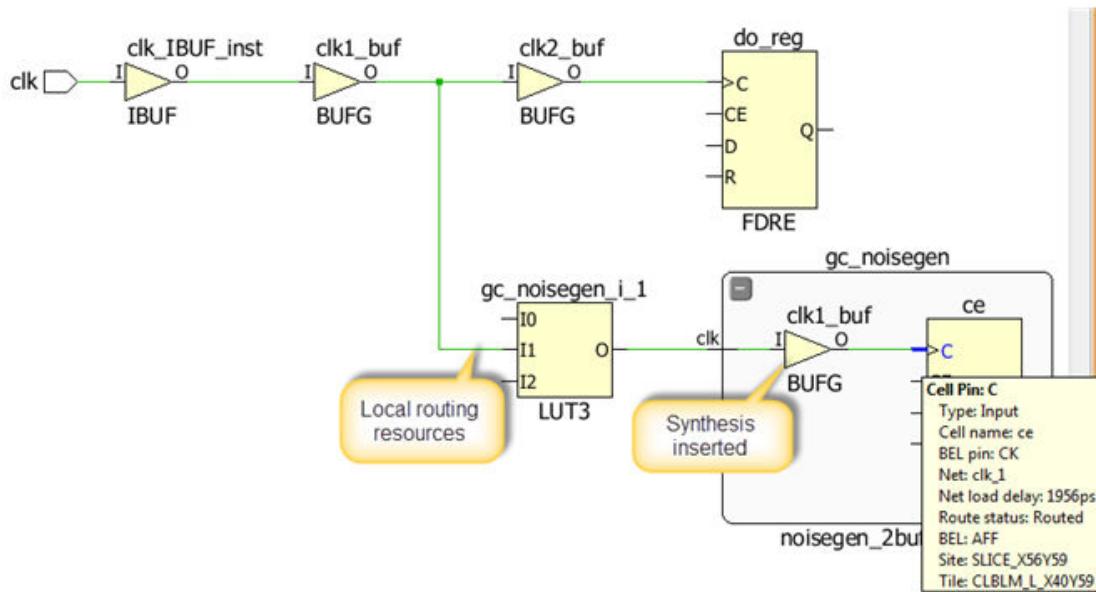 do_reg
clk_IBUF_inst
clk1_buf
clk2_buf
clk
I
O
I
O
I
O
C
IBUF
BUFG
BUFG
CE
Q
D
R
FDRE
gc_noisegen
gc_noisegen_i_1
clk1_buf
ce
I0
clk
I
O
I1
O
C
I2
BUFG
LUT3
Local routing
resources
Synthesis
inserted
Cell Pin: C
Type: Input
Cell name: ce
BEL pin: CK
Net: clk_1
Net load delay: 1956ps
Route status: Routed
noisegen_2buf
BEL: AFF
Site: SLICE_X56Y59
Tile: CLBLM_L_X40Y59